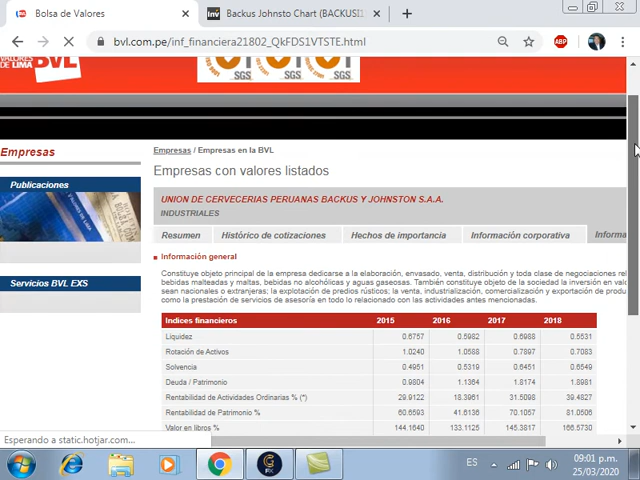 Bolsa de Valores
Backus Johnsto Chart (BACKUSI1
bvl.com.pe/inf_financiera21802_QkFDS1VTSTE.html
ABP
VALORES
DE LIMA BVL
SGS SGS SGS
Empresas
Empresas / Empresas en la BVL
Empresas con valores listados
Publicaciones
UNION DE CERVECERIAS PERUANAS BACKUS Y JOHNSTON S.A.A.
INDUSTRIALES
Resumen Histórico de cotizaciones Hechos de importancia Información corporativa Informa
Información general
Servicios BVL EXS
Constituye objeto principal de la empresa dedicarse a la elaboración, envasado, venta, distribución y toda clase de negociaciones rel
bebidas malteadas y maltas, bebidas no alcohólicas y aguas gaseosas. También constituye objeto de la sociedad la inversión en valo
sean nacionales o extranjeras; la explotación de predios rústicos; la venta, industrialización, comercialización y exportación de produ
como la prestación de servicios de asesoría en todo lo relacionado con las actividades antes mencionadas.
Indices financieros 2015 2016 2017 2018
Liquidez 0.6757 0.5982 0.6988 0.5531
Rotación de Activos 1.0240 1.0588 0.7897 0.7083
Solvencia 0.4951 0.5319 0.6451 0.6549
Deuda / Patrimonio 0.9804 1.1364 1.8174 1.8981
Rentabilidad de Actividades Ordinarias % (*) 29.9122 18.3961 31.5098 39.4827
Rentabilidad de Patrimonio % 60.6593 41.6136 70.1057 81.0506
Valor en libros % 144.1640 133.1125 145.3817 166.5730
Esperando a static.hotjar.com...
ES
09:01 p.m.
25/03/2020